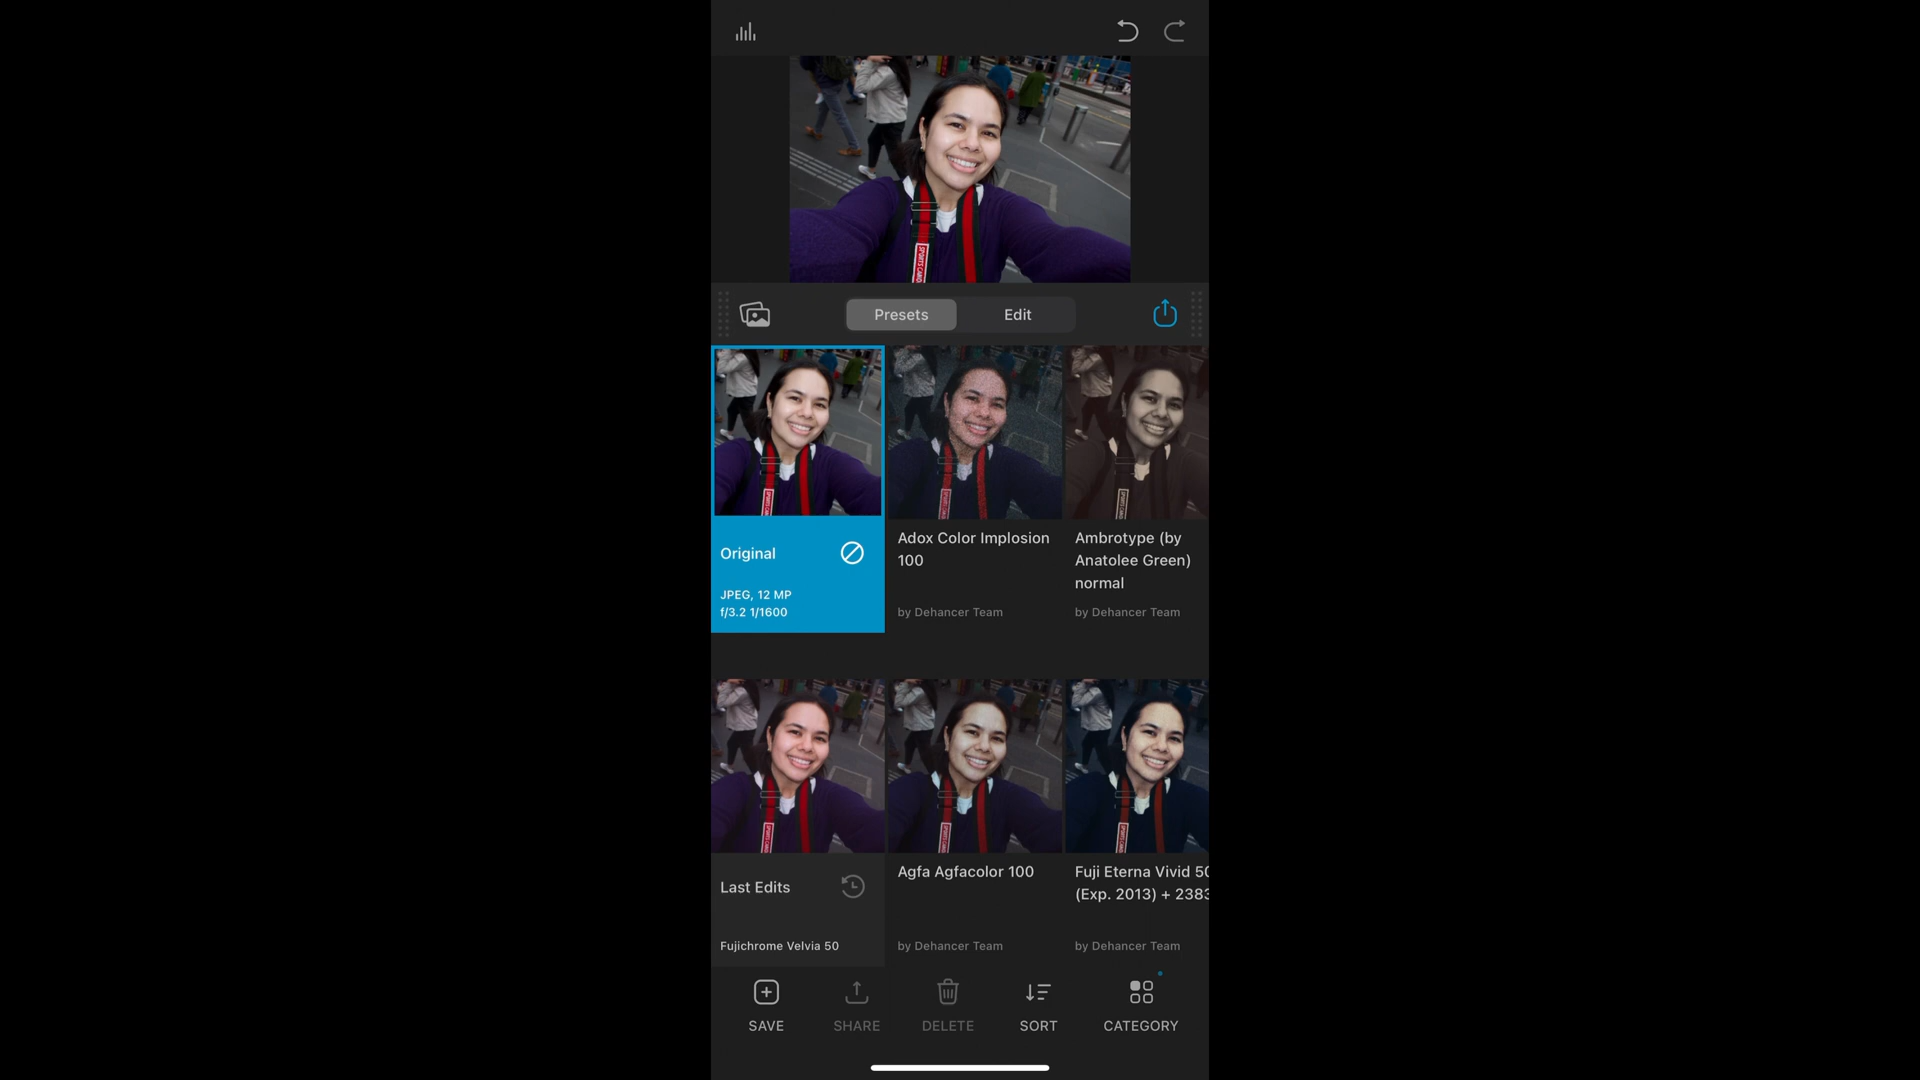 Presets
Edit
Original
JPEG, 12 MP
f/3.2 1/1600
Adox Color Implosion
100
by Dehancer Team
Ambrotype (by
Anatolee Green)
normal
by Dehancer Team
Last Edits
Fujichrome Velvia 50
Agfa Agfacolor 100
by Dehancer Team
Fuji Eterna Vivid 50
(Exp. 2013) + 2383
by Dehancer Team
SAVE
SHARE
DELETE
SORT
CATEGORY